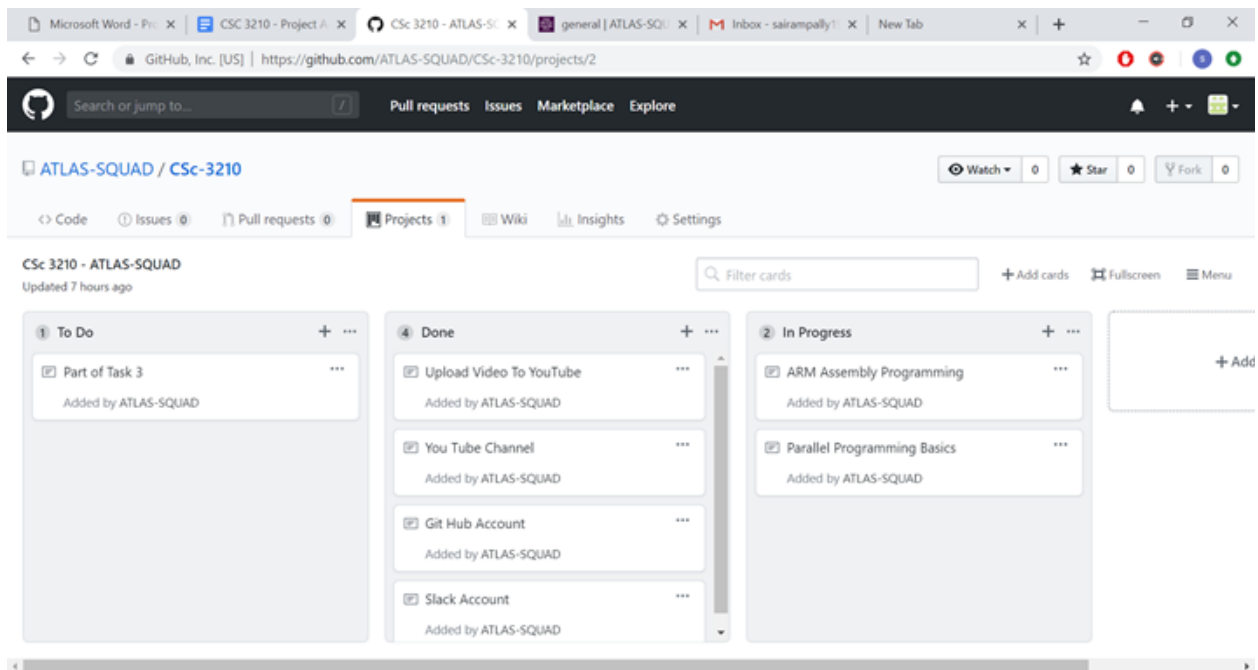 Microsoft Word - Pro
CSC 3210 - Project A
CSc 3210 - ATLAS-SQ
general | ATLAS-SQU
Inbox - sairampally1
New Tab
GitHub, Inc. [US] | https://github.com/ATLAS-SQUAD/CSc-3210/projects/2
Search or jump to...
/
Pull requests Issues Marketplace Explore
ATLAS-SQUAD / CSc-3210
Watch 0 Star 0 Fork 0
Code Issues 0 Pull requests 0 Projects 1 Wiki Insights Settings
CSc 3210 - ATLAS-SQUAD
Updated 7 hours ago
Filter cards
Add cards Fullscreen Menu
1 To Do
Part of Task 3
Added by ATLAS-SQUAD
4 Done
Upload Video To YouTube
Added by ATLAS-SQUAD
You Tube Channel
Added by ATLAS-SQUAD
Git Hub Account
Added by ATLAS-SQUAD
Slack Account
Added by ATLAS-SQUAD
2 In Progress
ARM Assembly Programming
Added by ATLAS-SQUAD
Parallel Programming Basics
Added by ATLAS-SQUAD
+ Add